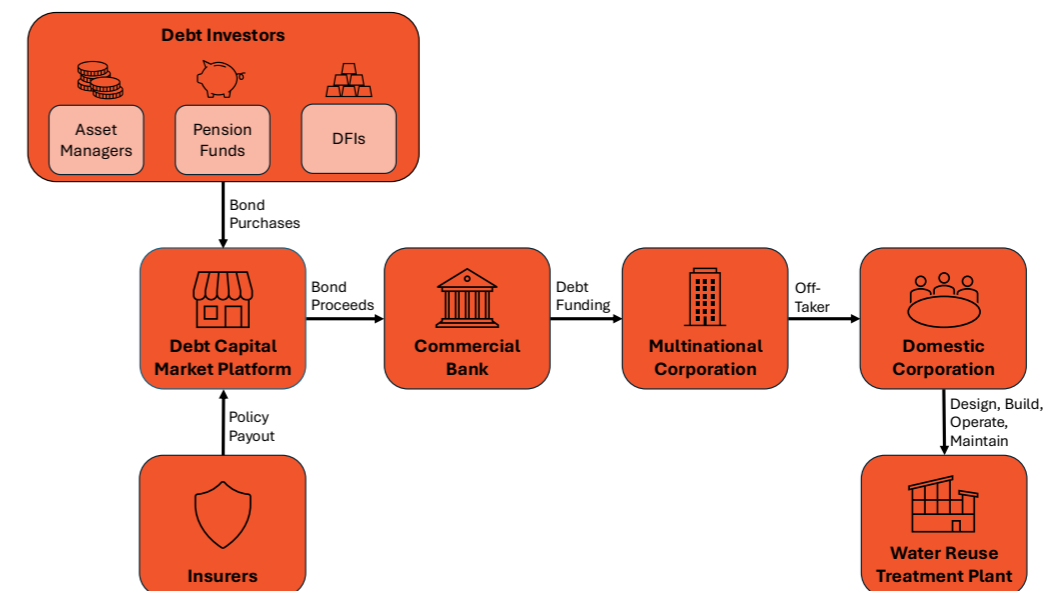 Debt Investors
Asset
Managers
Pension
Funds
DFIs
Bond
Purchases
Debt Capital
Market Platform
Bond
Proceeds
Commercial
Bank
Debt
Funding
Multinational
Corporation
Off-
Taker
Domestic
Corporation
Policy
Payout
Design, Build,
Operate,
Maintain
Insurers
Water Reuse
Treatment Plant